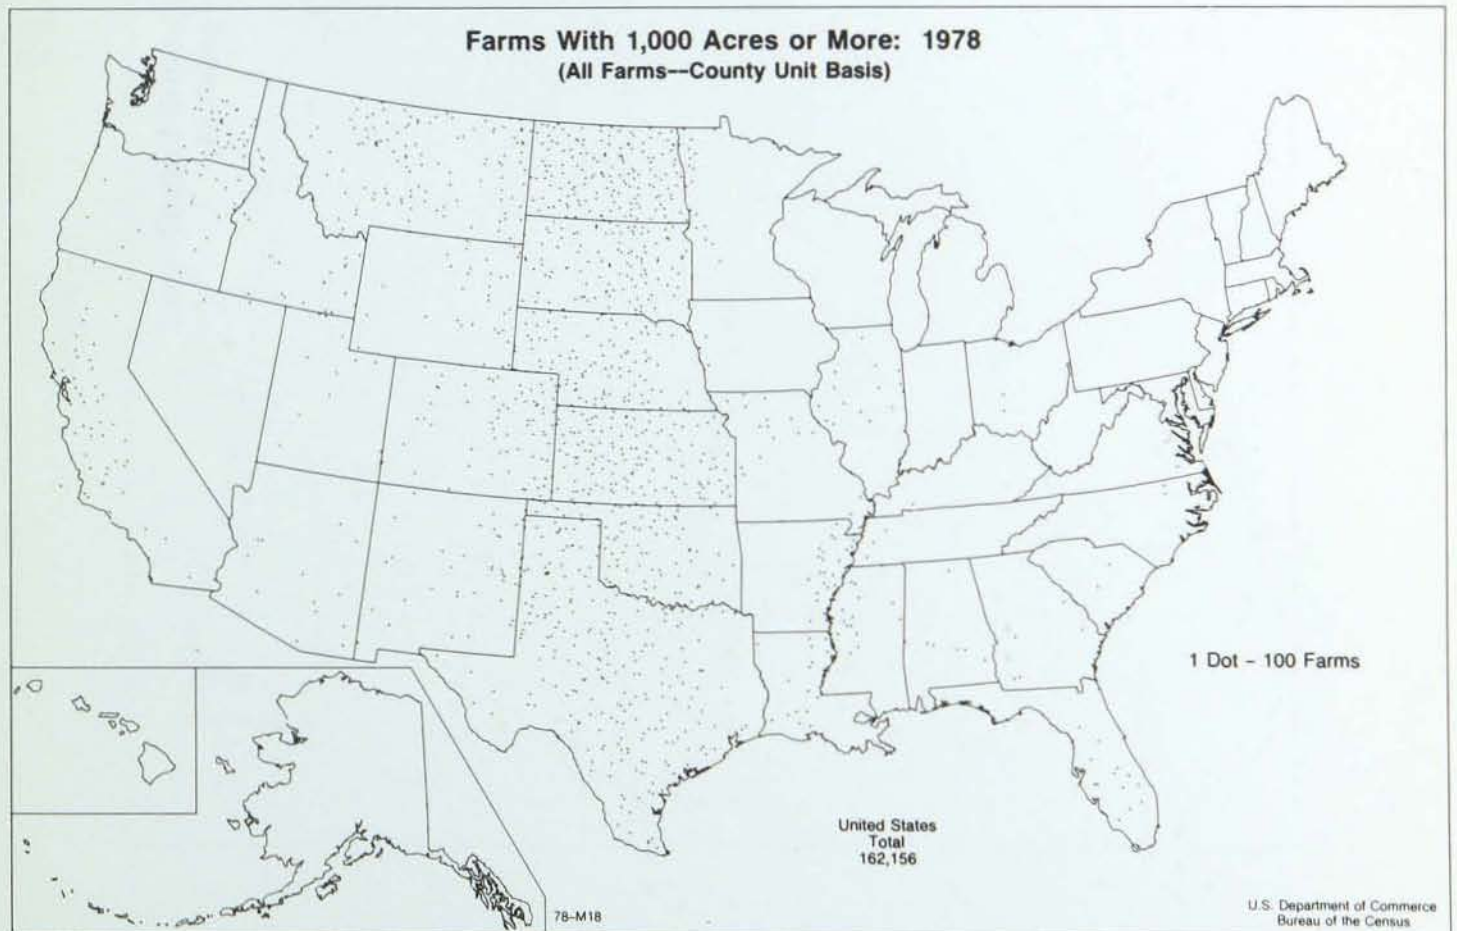 Farms With 1,000 Acres or More: 1978
(All Farms--County Unit Basis)
1 Dot - 100 Farms
United States
Total
162,156
78-M18
U.S. Department of Commerce
Bureau of the Census